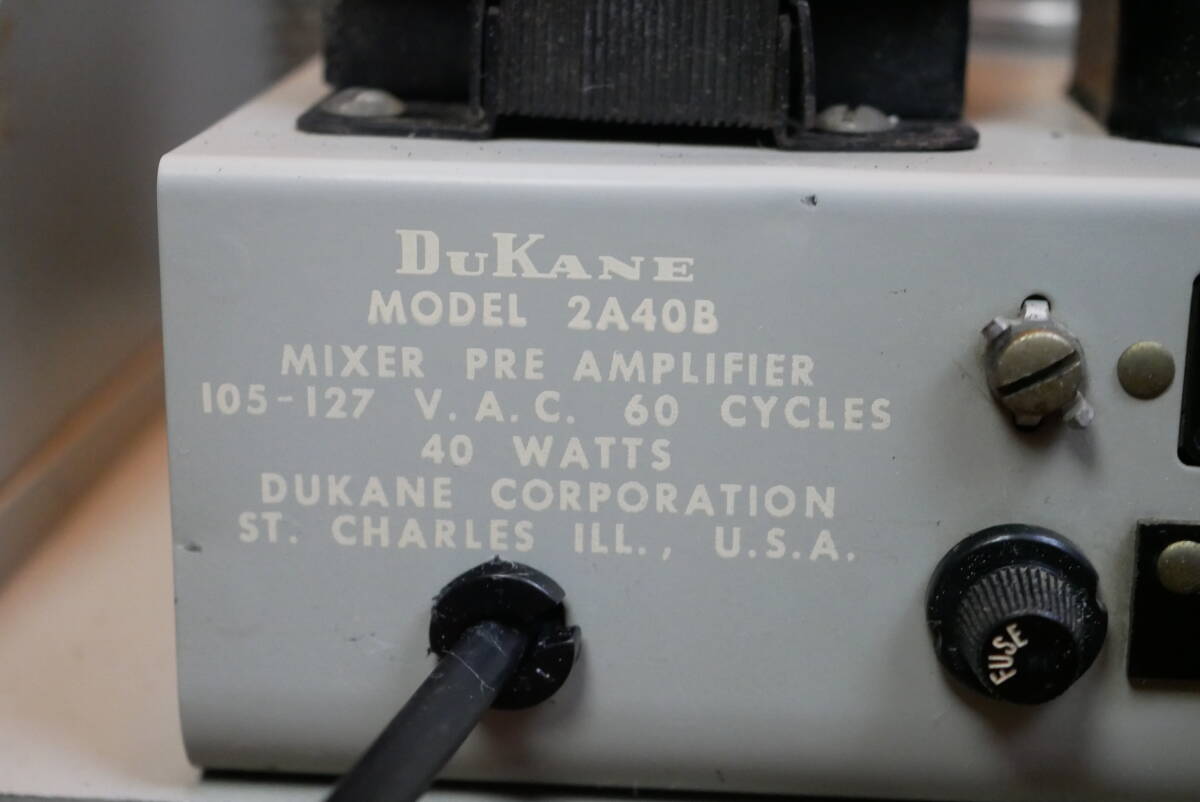 DUKANE
MODEL 2A40B
MIXER PRE AMPLIFIER
105-127 V.A.C. 60 CYCLES
40 WATTS
DUKANE CORPORATION
ST. CHARLES ILL., U.S.A.
FUSE